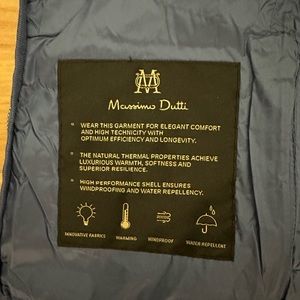 M
Massimo Dutti
WEAR THIS GARMENT FOR ELEGANT COMFORT
AND HIGH TECHNICITY WITH
OPTIMUM EFFICIENCY AND LONGEVITY.
THE NATURAL THERMAL PROPERTIES ACHIEVE
LUXURIOUS WARMTH, SOFTNESS AND
SUPERIOR RESILIENCE.
HIGH PERFORMANCE SHELL ENSURES
WINDPROOFING AND WATER REPELLENCY.
INNOVATIVE FABRICS WARMING WINDPROOF WATER REPELLENT